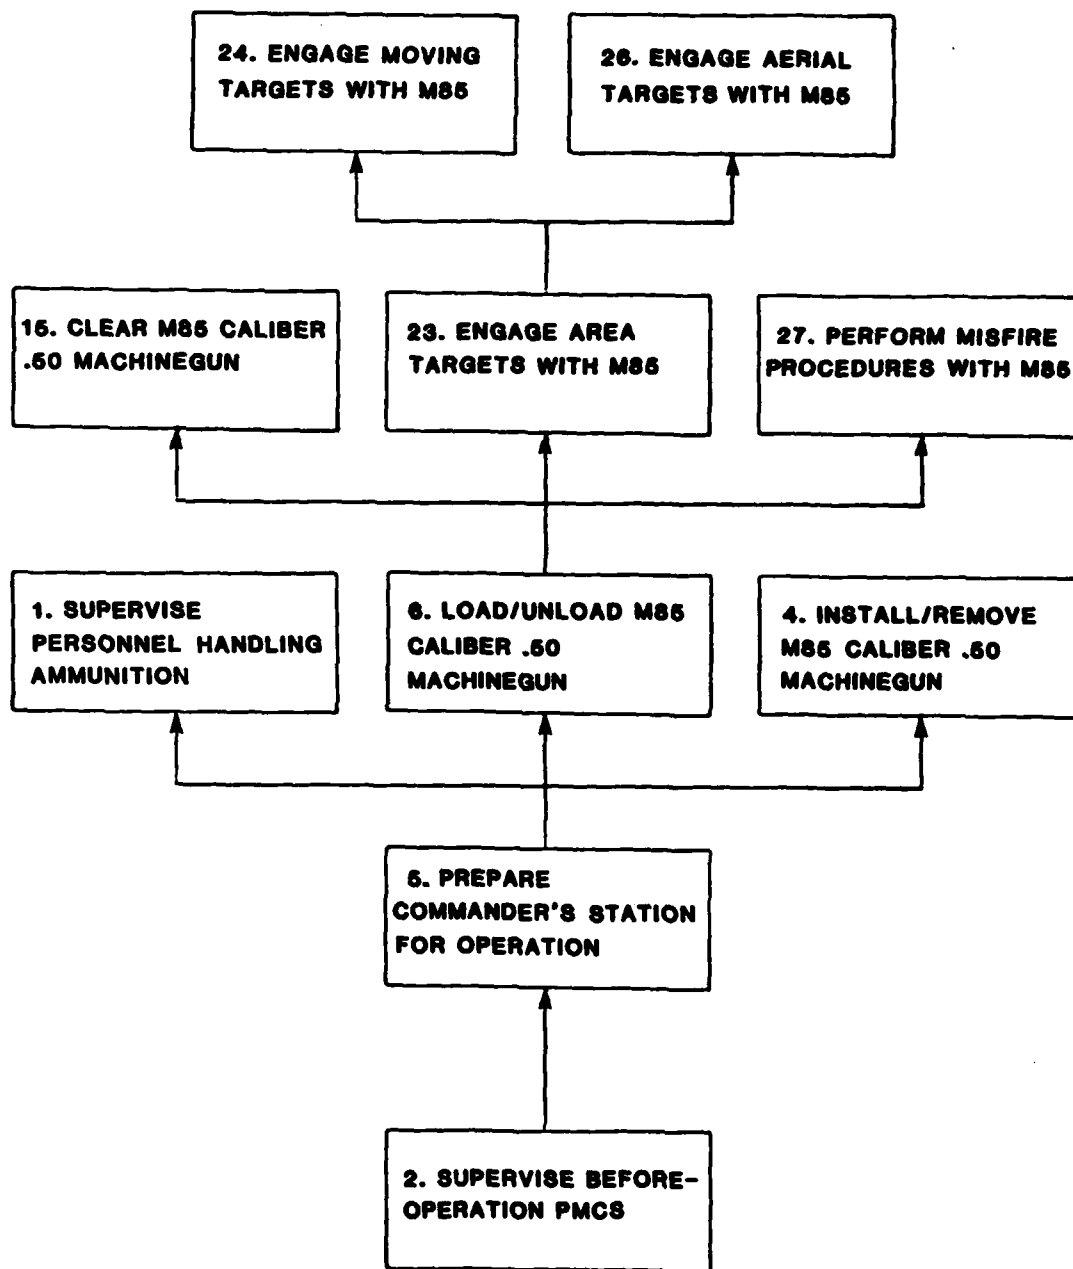 24. ENGAGE MOVING
TARGETS WITH M85
26. ENGAGE AERIAL
TARGETS WITH M85
15. CLEAR M85 CALIBER
.50 MACHINEGUN
23. ENGAGE AREA
TARGETS WITH M85
27. PERFORM MISFIRE
PROCEDURES WITH M85
1. SUPERVISE
PERSONNEL HANDLING
AMMUNITION
6. LOAD/UNLOAD M85
CALIBER .50
MACHINEGUN
4. INSTALL/REMOVE
M85 CALIBER .50
MACHINEGUN
5. PREPARE
COMMANDER'S STATION
FOR OPERATION
2. SUPERVISE BEFORE-
OPERATION PMCS